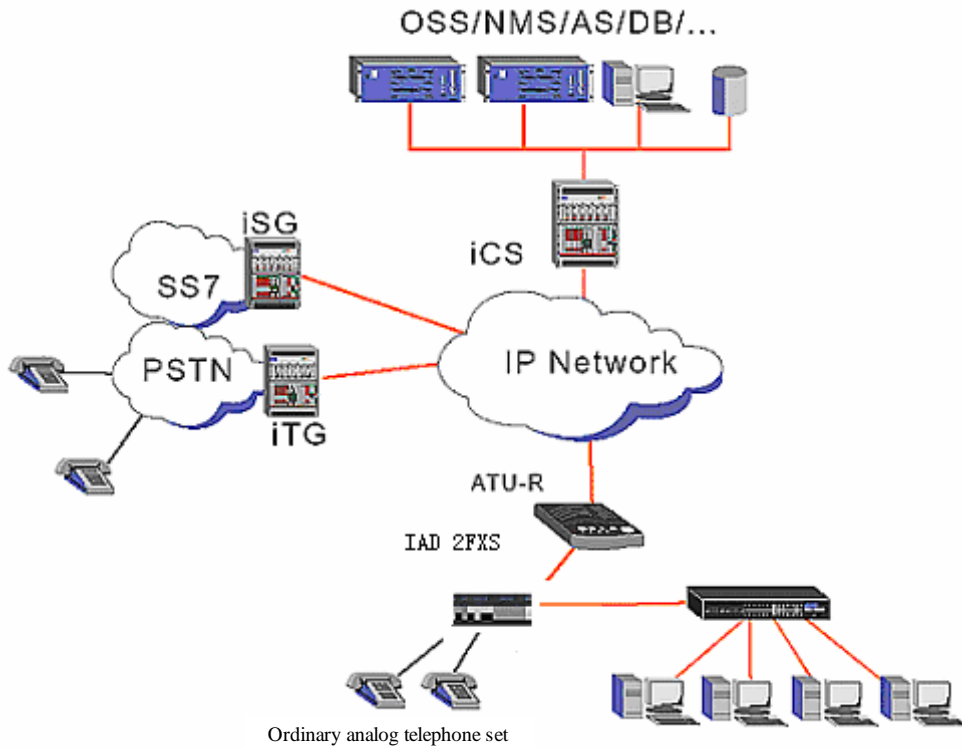 OSS/NMS/AS/DB/...
iSG
iCS
SS7
IP Network
PSTN
iTG
ATU-R
IAD 2FXS
Ordinary analog telephone set